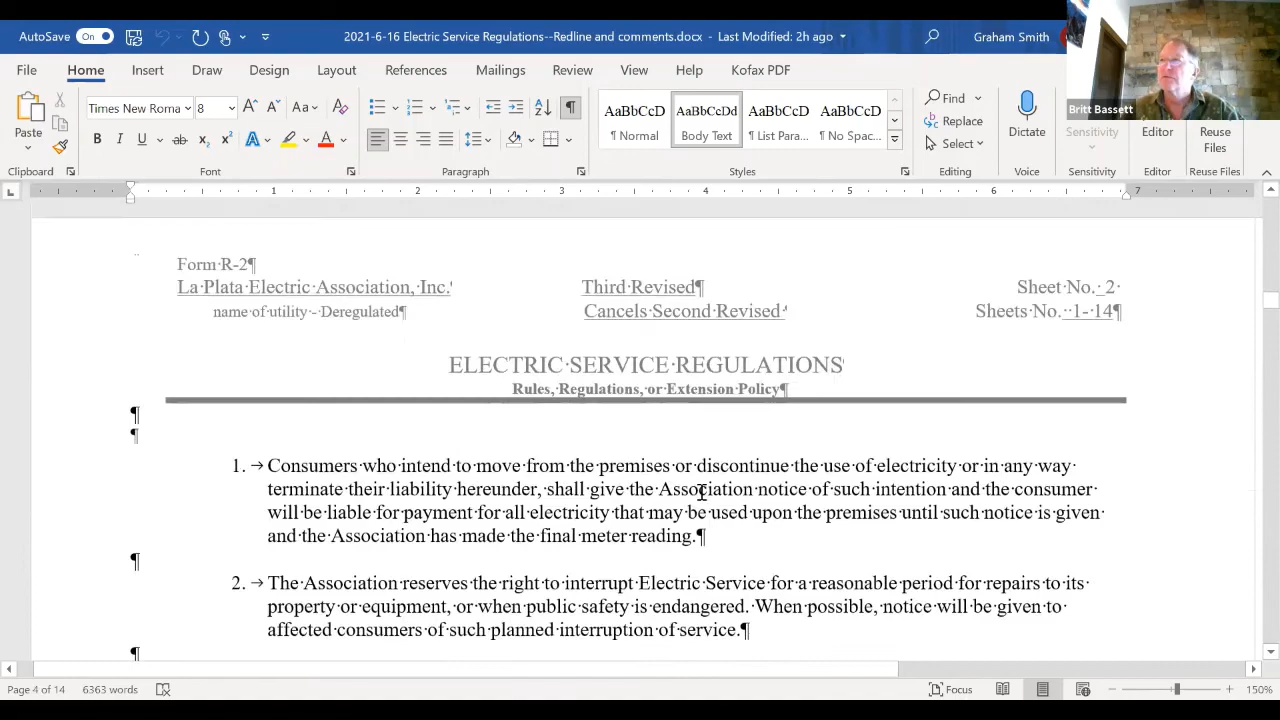 AutoSave On 2021-6-16 Electric Service Regulations--Redline and comments.docx - Last Modified: 2h ago Graham Smith
File Home Insert Draw Design Layout References Mailings Review View Help Kofax PDF
Britt Bassett
Paste
Times New Roma 8
AaBbCcD AaBbCcDd AaBbCcD AaBbCcD
¶ Normal Body Text ¶ List Para... ¶ No Spac...
Find
Replace
Select
Dictate
Sensitivity
Editor
Reuse Files
Clipboard Font Paragraph Styles Editing Voice Sensitivity Editor Reuse Files
1 2 3 4 5 6 7
Form R-2¶
La Plata Electric Association, Inc. Third Revised¶ Sheet No. 2
name of utility - Deregulated¶ Cancels Second Revised Sheets No. 1- 14¶
ELECTRIC SERVICE REGULATIONS
Rules, Regulations, or Extension Policy¶
¶
¶
1. → Consumers who intend to move from the premises or discontinue the use of electricity or in any way
terminate their liability hereunder, shall give the Association notice of such intention and the consumer
will be liable for payment for all electricity that may be used upon the premises until such notice is given
and the Association has made the final meter reading.¶
¶
2. → The Association reserves the right to interrupt Electric Service for a reasonable period for repairs to its
property or equipment, or when public safety is endangered. When possible, notice will be given to
affected consumers of such planned interruption of service.¶
¶
Page 4 of 14 6363 words Focus 150%